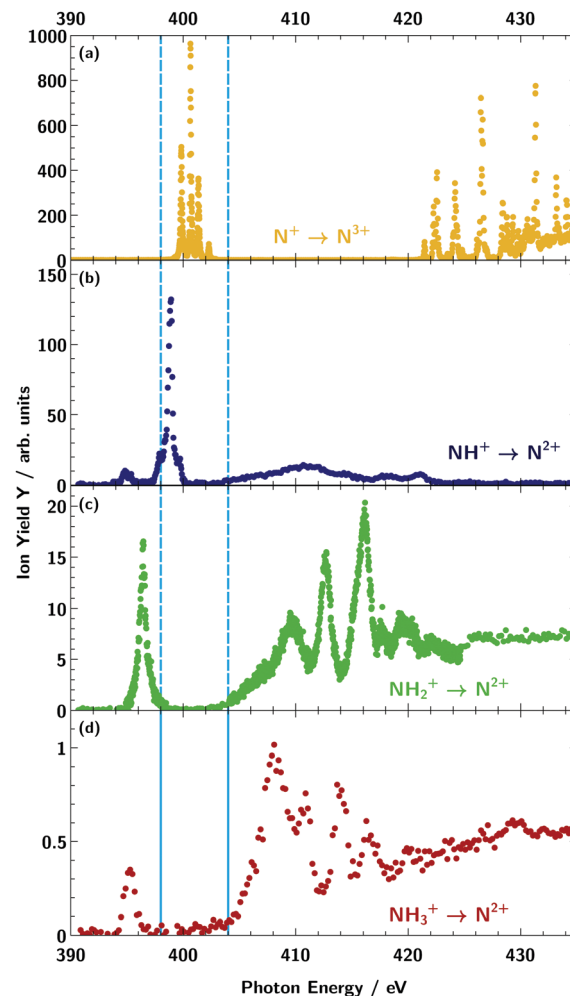 390 400 410 420 430
1000
(a)
800
600
400
N⁺ → N³⁺
200
0
(b)
150
100
50
NH⁺ → N²⁺
0
Ion Yield Y / arb. units
(c)
20
15
10
5
NH₂⁺ → N²⁺
0
(d)
1
0.5
NH₃⁺ → N²⁺
0
390 400 410 420 430
Photon Energy / eV